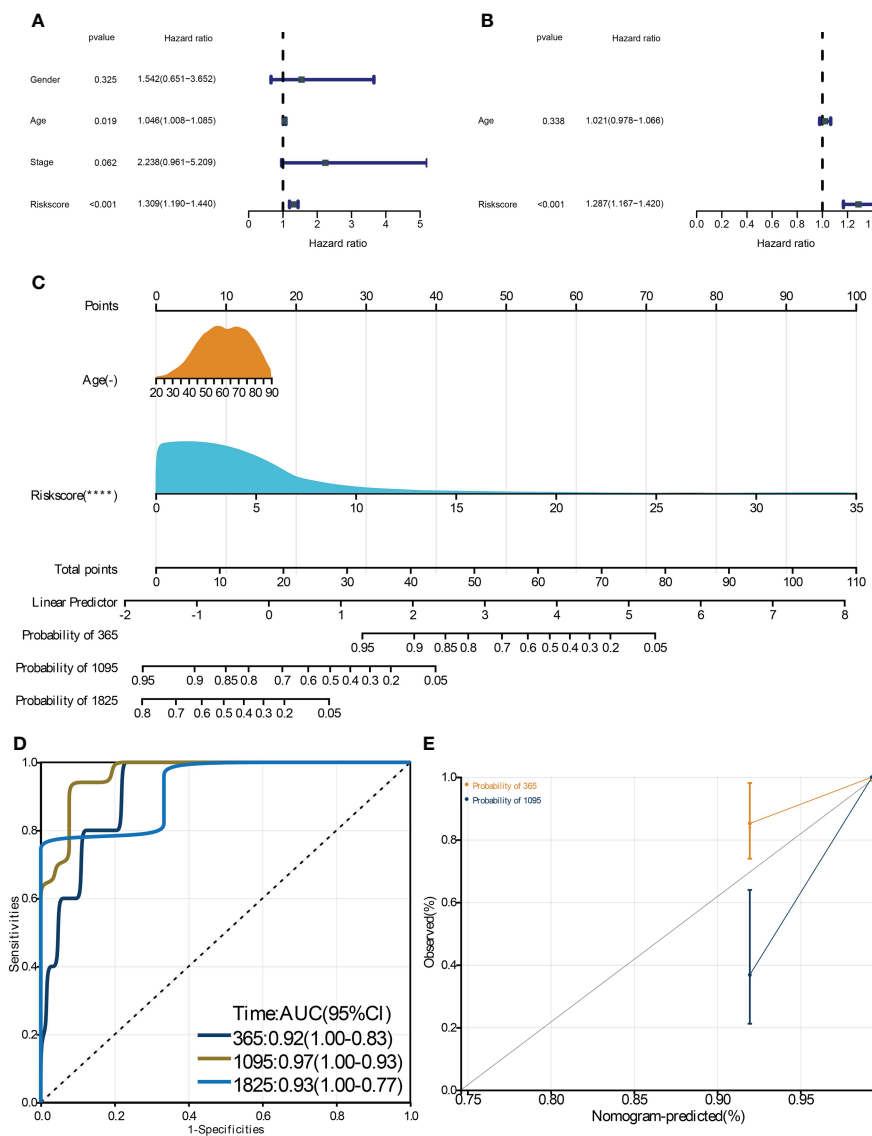 A
pvalue Hazard ratio
Gender 0.325 1.542(0.651−3.652)
Age 0.019 1.046(1.008−1.085)
Stage 0.062 2.238(0.961−5.209)
Riskscore <0.001 1.309(1.190−1.440)
0 1 2 3 4 5
Hazard ratio
B
pvalue Hazard ratio
Age 0.338 1.021(0.978−1.066)
Riskscore <0.001 1.287(1.167−1.420)
0.0 0.2 0.4 0.6 0.8 1.0 1.2
Hazard ratio
C
Points 0 10 20 30 40 50 60 70 80 90 100
Age(-)
20 30 40 50 60 70 80 90
Riskscore(****)
0 5 10 15 20 25 30 35
Total points
0 10 20 30 40 50 60 70 80 90 100 110
Linear Predictor
-2 -1 0 1 2 3 4 5 6 7 8
Probability of 365
0.95 0.9 0.85 0.8 0.7 0.6 0.5 0.4 0.3 0.2 0.05
Probability of 1095
0.95 0.9 0.85 0.8 0.7 0.6 0.5 0.4 0.3 0.2 0.05
Probability of 1825
0.8 0.7 0.6 0.5 0.4 0.3 0.2 0.05
D
1.0
0.8
0.6
0.4
0.2
0.0
Sensitivities
Time:AUC(95%CI)
365:0.92(1.00-0.83)
1095:0.97(1.00-0.93)
1825:0.93(1.00-0.77)
0.0 0.2 0.4 0.6 0.8 1.0
1-Specificities
E
Probability of 365
Probability of 1095
1.0
0.8
0.6
0.4
0.2
0.0
Observed(%)
0.75 0.80 0.85 0.90 0.95
Nomogram-predicted(%)